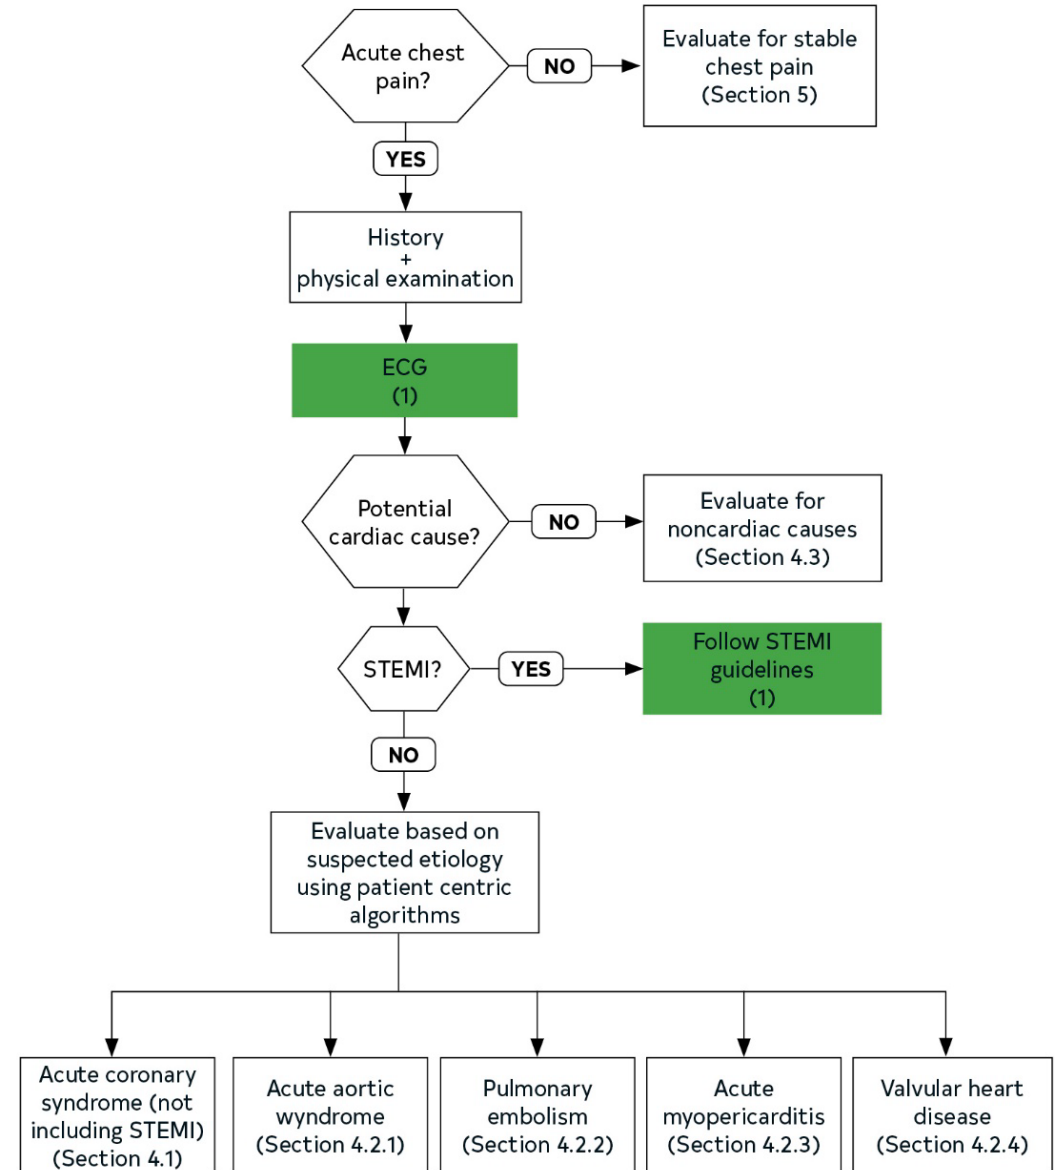 Acute chest
pain?
NO
Evaluate for stable
chest pain
(Section 5)
YES
History
+
physical examination
ECG
(1)
Potential
cardiac cause?
NO
Evaluate for
noncardiac causes
(Section 4.3)
STEMI?
YES
Follow STEMI
guidelines
(1)
NO
Evaluate based on
suspected etiology
using patient centric
algorithms
Acute coronary
syndrome (not
including STEMI)
(Section 4.1)
Acute aortic
wyndrome
(Section 4.2.1)
Pulmonary
embolism
(Section 4.2.2)
Acute
myopericarditis
(Section 4.2.3)
Valvular heart
disease
(Section 4.2.4)